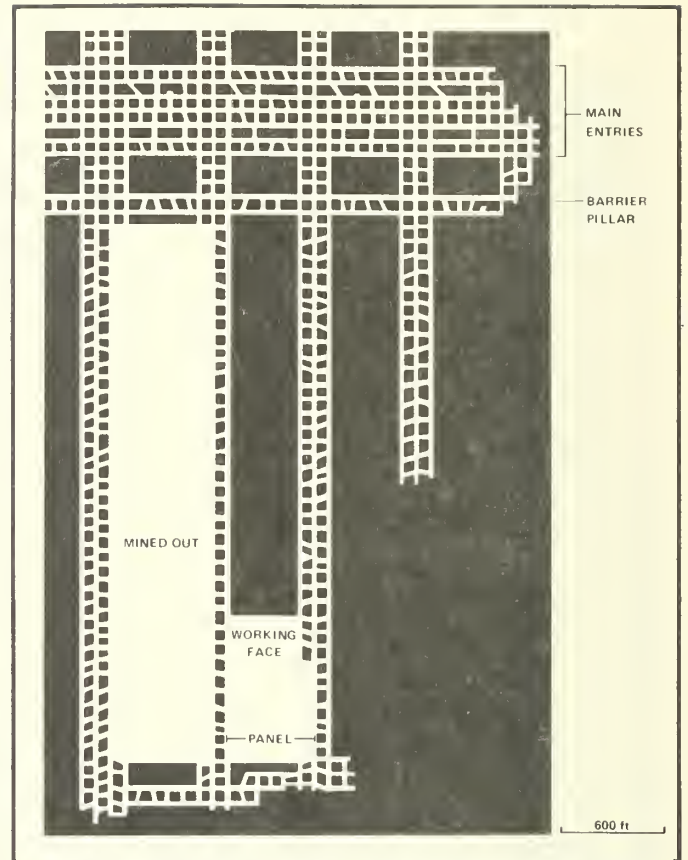 MAIN
ENTRIES
BARRIER
PILLAR
MINED OUT
WORKING
FACE
PANEL
600 ft